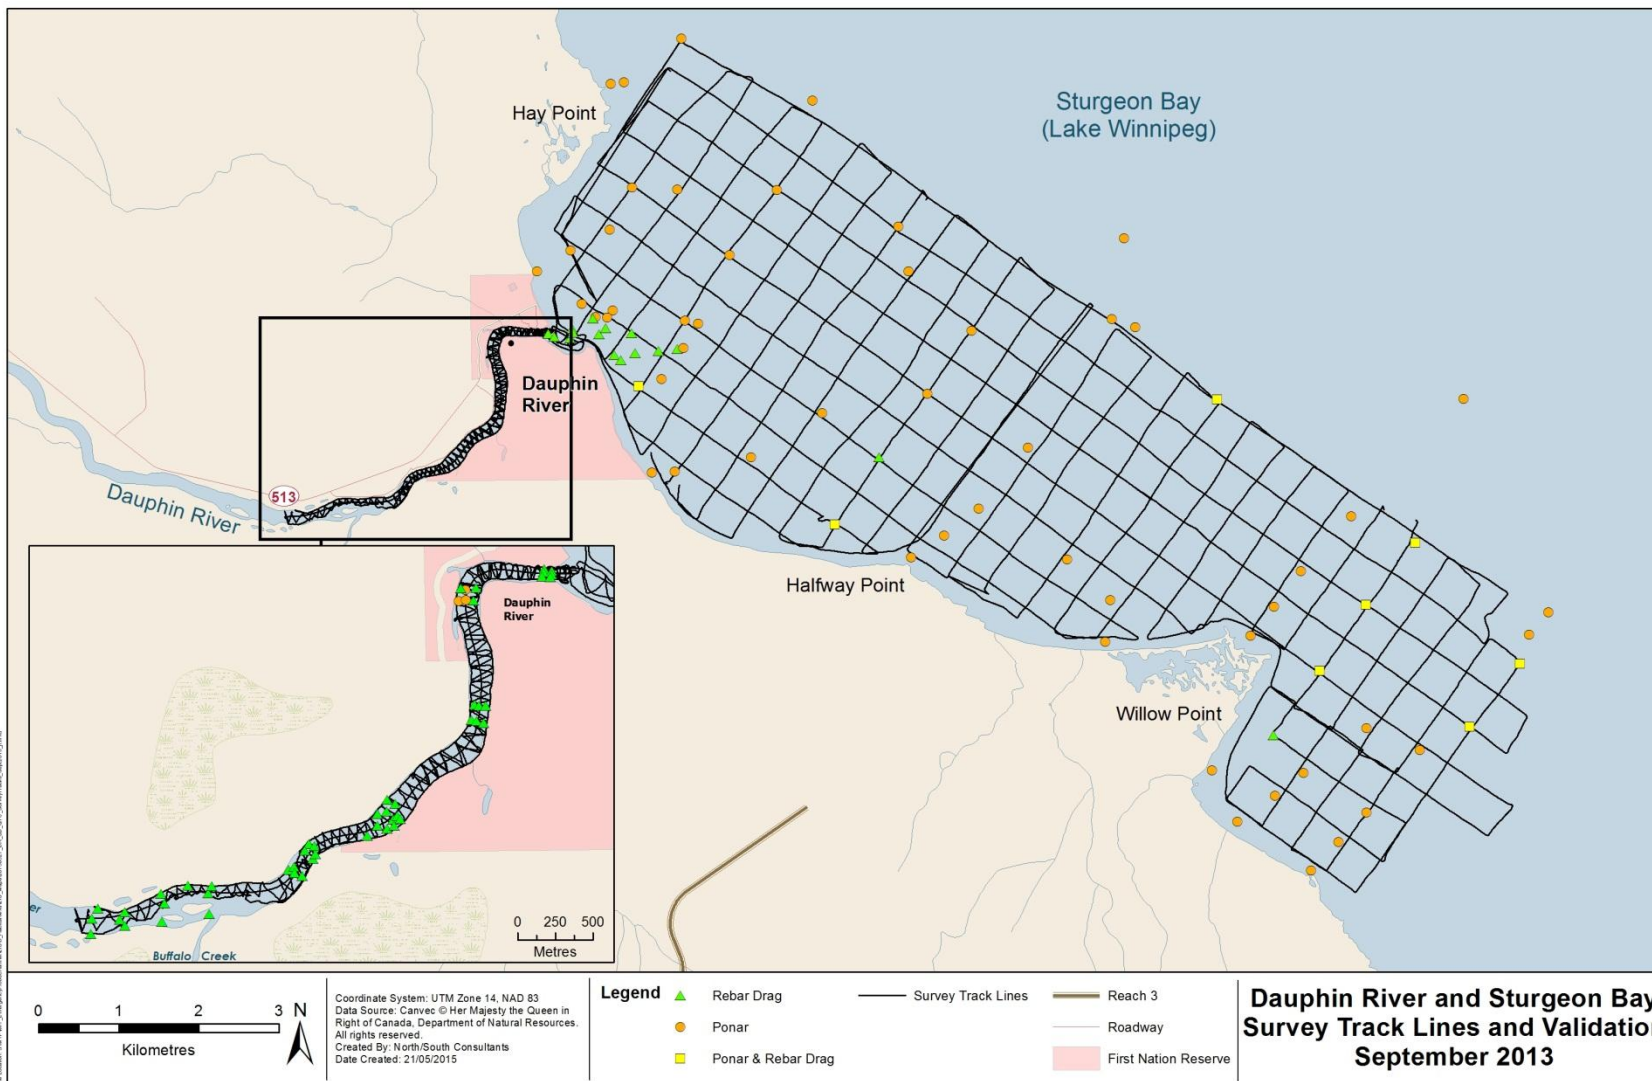 Hay Point
Sturgeon Bay
(Lake Winnipeg)
Dauphin
River
513
Dauphin River
Halfway Point
Willow Point
Dauphin
River
er
Buffalo Creek
0 250 500
Metres
0 1 2 3
Kilometres
N
Coordinate System: UTM Zone 14, NAD 83
Data Source: Canvec © Her Majesty the Queen in
Right of Canada, Department of Natural Resources.
All rights reserved.
Created By: North/South Consultants
Date Created: 21/05/2015
Legend
Rebar Drag
Ponar
Ponar & Rebar Drag
Survey Track Lines
Reach 3
Roadway
First Nation Reserve
Dauphin River and Sturgeon Bay
Survey Track Lines and Validation
September 2013